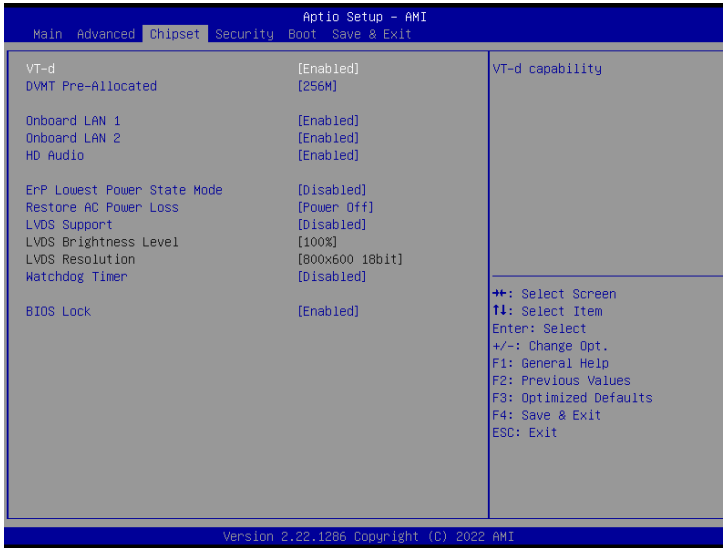 Aptio Setup – AMI
Main Advanced Chipset Security Boot Save & Exit
VT-d [Enabled]
DVMT Pre-Allocated [256M]
Onboard LAN 1 [Enabled]
Onboard LAN 2 [Enabled]
HD Audio [Enabled]
ErP Lowest Power State Mode [Disabled]
Restore AC Power Loss [Power Off]
LVDS Support [Disabled]
LVDS Brightness Level [100%]
LVDS Resolution [800x600 18bit]
Watchdog Timer [Disabled]
BIOS Lock [Enabled]
VT-d capability
→←: Select Screen
↑↓: Select Item
Enter: Select
+/-: Change Opt.
F1: General Help
F2: Previous Values
F3: Optimized Defaults
F4: Save & Exit
ESC: Exit
Version 2.22.1286 Copyright (C) 2022 AMI